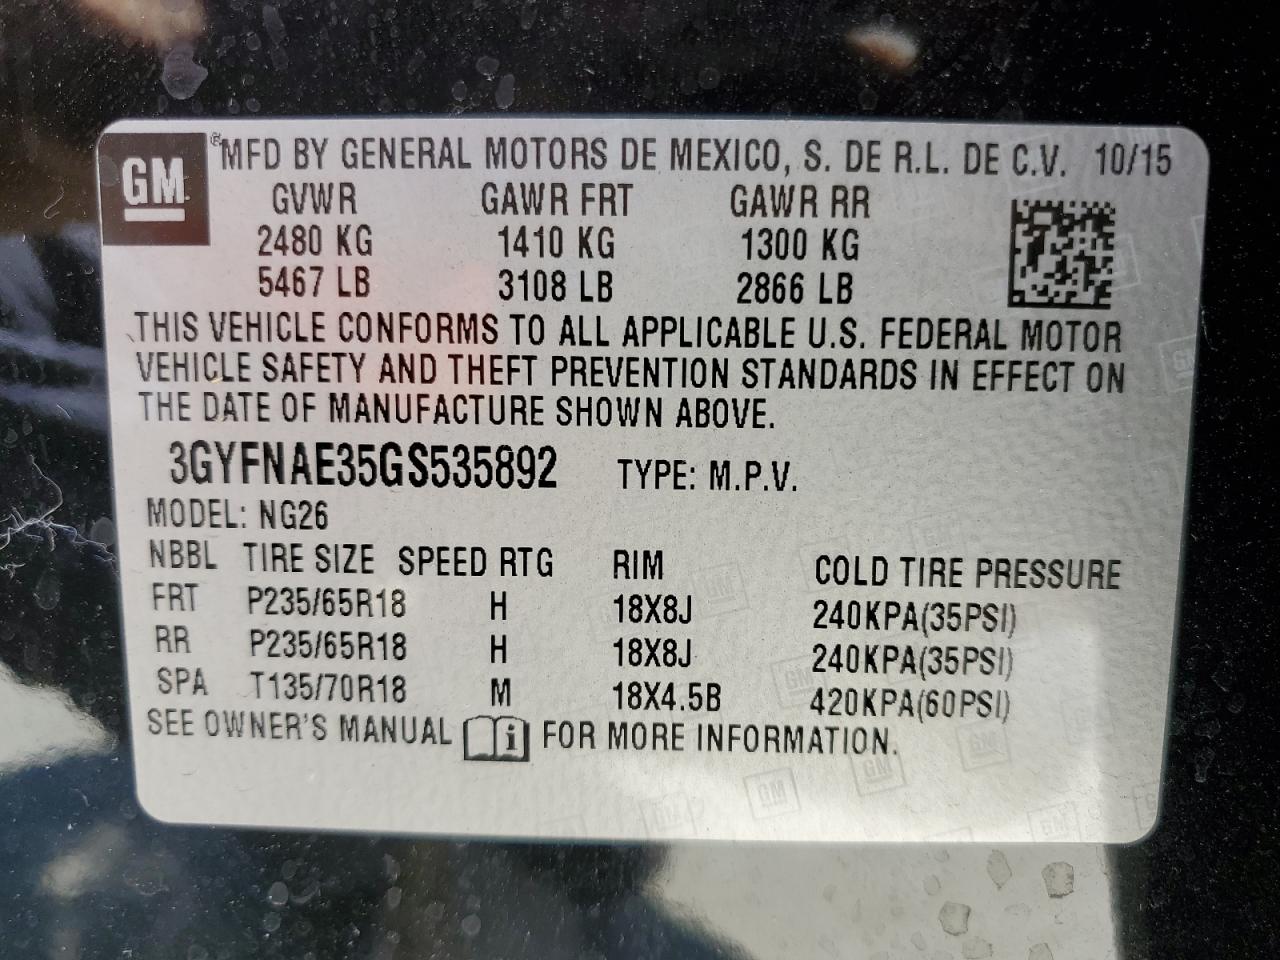 GM
®MFD BY GENERAL MOTORS DE MEXICO, S. DE R.L. DE C.V. 10/15
GVWR GAWR FRT GAWR RR
2480 KG 1410 KG 1300 KG
5467 LB 3108 LB 2866 LB
THIS VEHICLE CONFORMS TO ALL APPLICABLE U.S. FEDERAL MOTOR
VEHICLE SAFETY AND THEFT PREVENTION STANDARDS IN EFFECT ON
THE DATE OF MANUFACTURE SHOWN ABOVE.
3GYFNAE35GS535892 TYPE: M.P.V.
MODEL: NG26
NBBL TIRE SIZE SPEED RTG RIM COLD TIRE PRESSURE
FRT P235/65R18 H 18X8J 240KPA(35PSI)
RR P235/65R18 H 18X8J 240KPA(35PSI)
SPA T135/70R18 M 18X4.5B 420KPA(60PSI)
SEE OWNER'S MANUAL i FOR MORE INFORMATION.